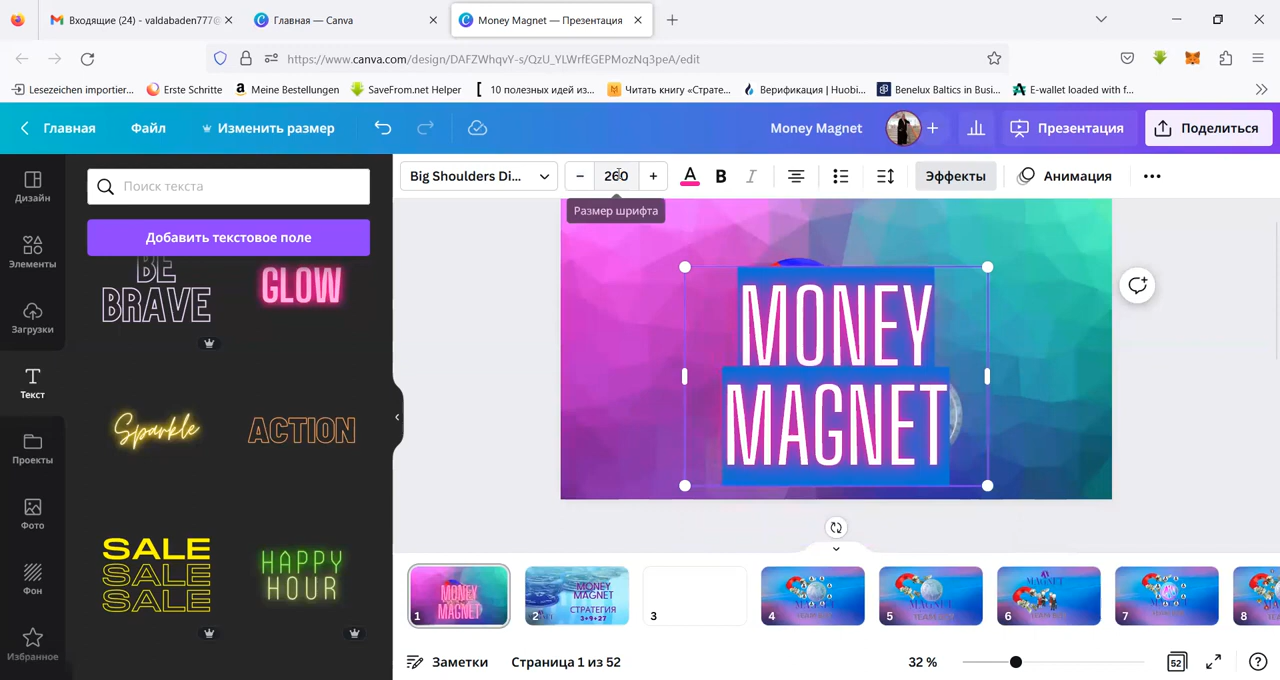 Входящие (24) - valdabaden777@
Главная — Canva
Money Magnet — Презентация
https://www.canva.com/design/DAFZWhqvY-s/QzU_YLWrfEGEPMozNq3peA/edit
Lesezeichen importier...
Erste Schritte
Meine Bestellungen
SaveFrom.net Helper
10 полезных идей из...
Читать книгу «Страте...
Верификация | Huobi...
Benelux Baltics in Busi...
E-wallet loaded with f...
Главная
Файл
Изменить размер
Money Magnet
Презентация
Поделиться
Дизайн
Элементы
Загрузки
Текст
Проекты
Фото
Фон
Избранное
Поиск текста
Добавить текстовое поле
BE
BRAVE
GLOW
Sparkle
ACTION
SALE
SALE
SALE
HAPPY
HOUR
Big Shoulders Di...
260
A
B
I
Эффекты
Анимация
Размер шрифта
MONEY
MAGNET
1
MONEY
MAGNET
2
MONEY
MAGNET
СТРАТЕГИЯ
3+9+27
3
4
5
6
7
8
Заметки
Страница 1 из 52
32 %
52